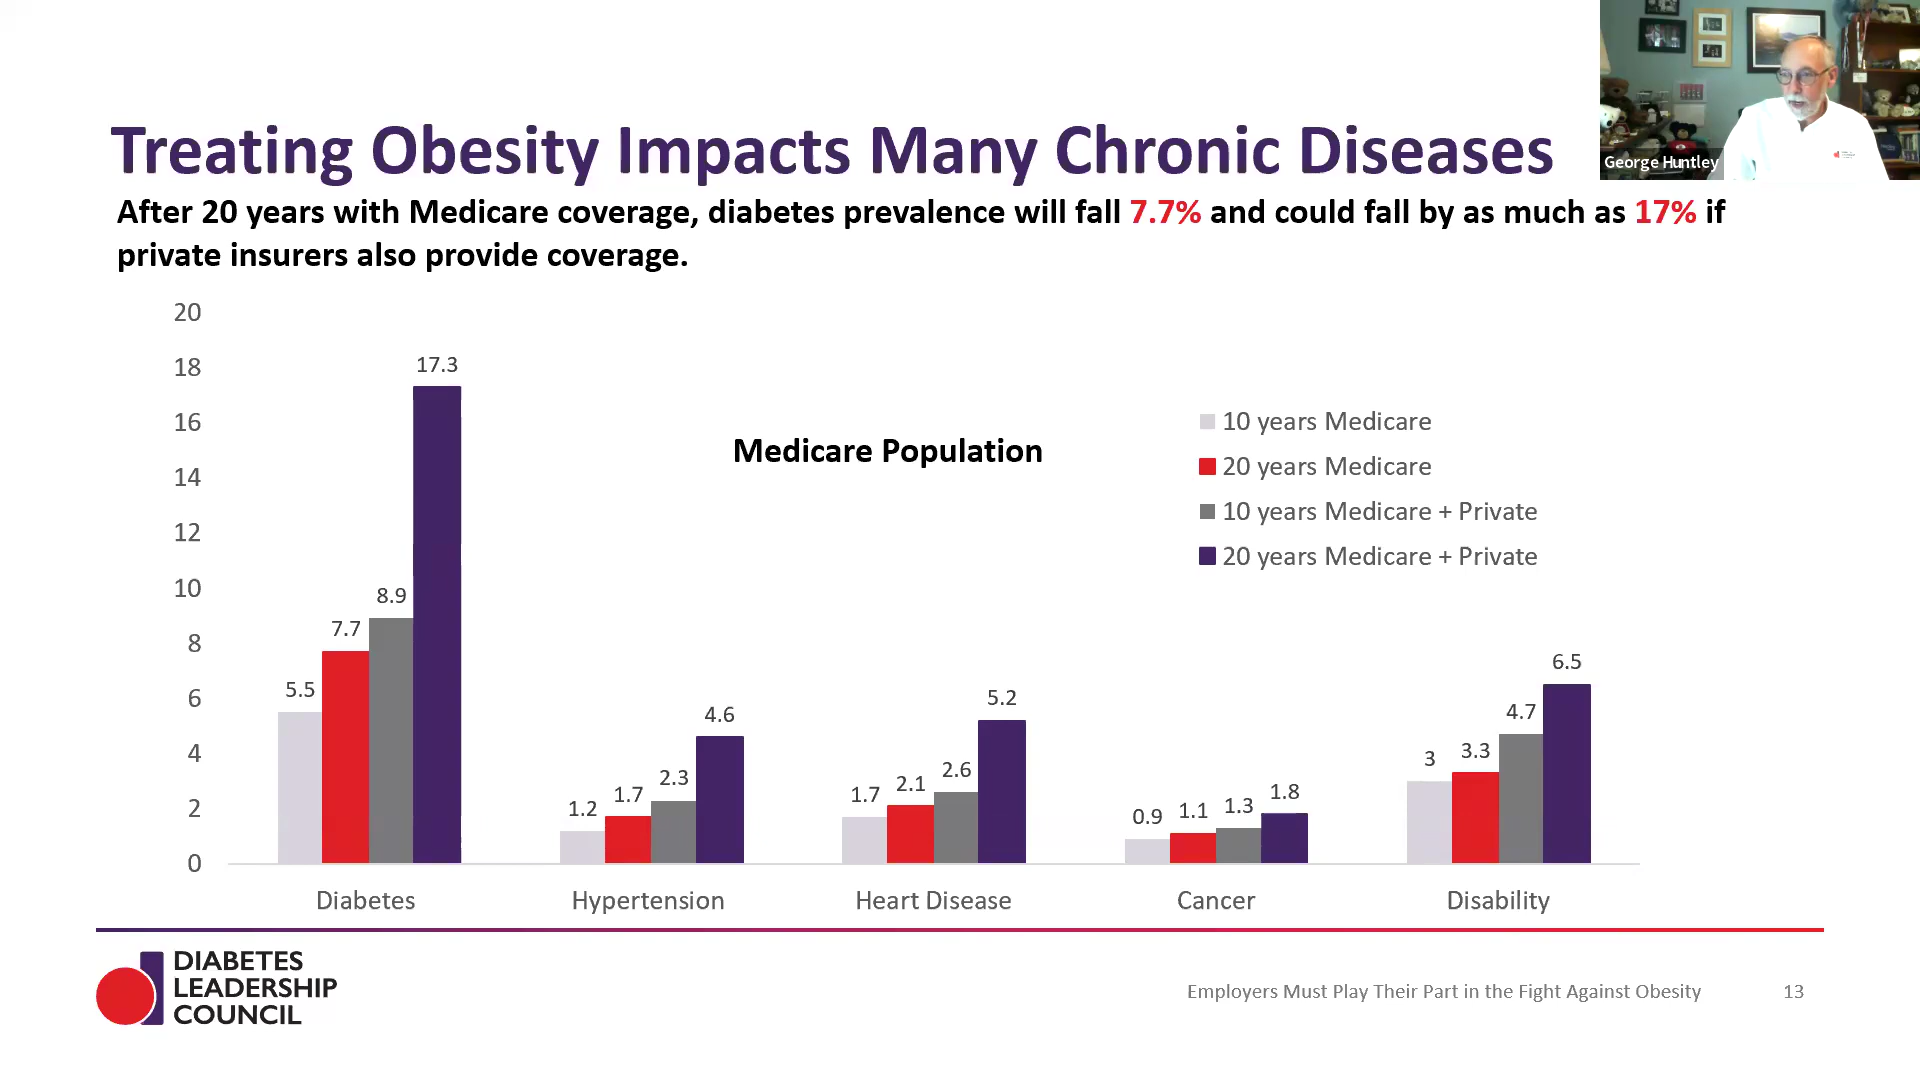 Treating Obesity Impacts Many Chronic Diseases
George Huntley
After 20 years with Medicare coverage, diabetes prevalence will fall 7.7% and could fall by as much as 17% if
private insurers also provide coverage.
20
18
16
14
12
10
8
6
4
2
0
Medicare Population
10 years Medicare
20 years Medicare
10 years Medicare + Private
20 years Medicare + Private
5.5
7.7
8.9
17.3
1.2
1.7
2.3
4.6
1.7
2.1
2.6
5.2
0.9
1.1
1.3
1.8
3
3.3
4.7
6.5
Diabetes
Hypertension
Heart Disease
Cancer
Disability
DIABETES
LEADERSHIP
COUNCIL
Employers Must Play Their Part in the Fight Against Obesity
13